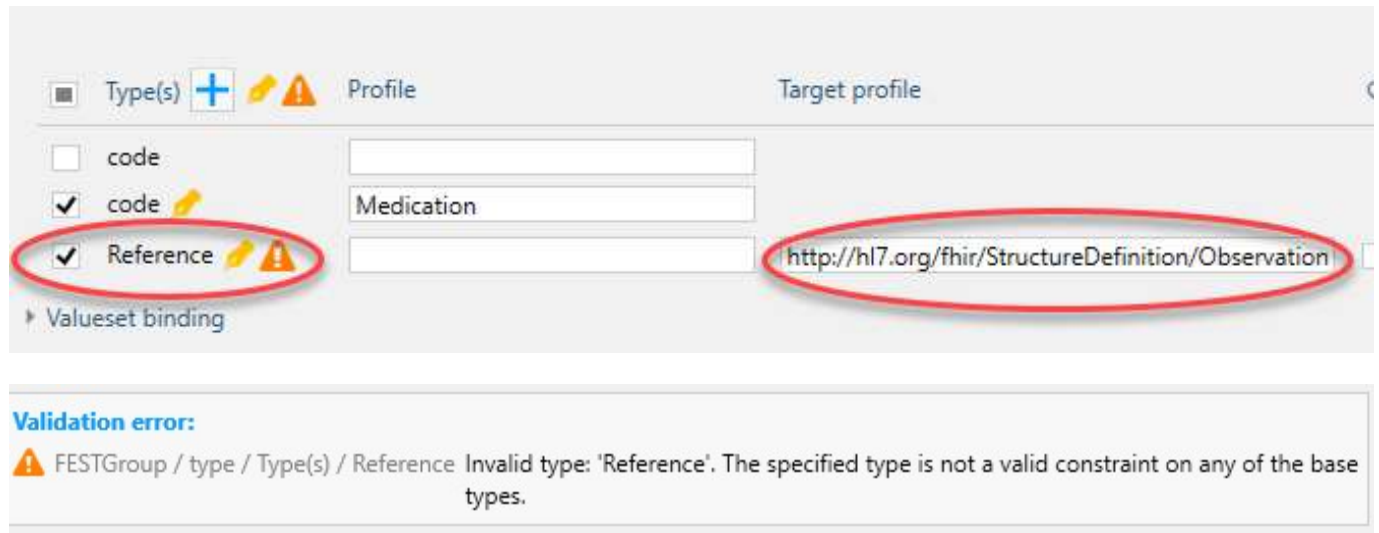 Type(s) Profile Target profile
code
code Medication
Reference http://hl7.org/fhir/StructureDefinition/Observation
Valueset binding
Validation error:
FESTGroup / type / Type(s) / Reference Invalid type: 'Reference'. The specified type is not a valid constraint on any of the base
types.